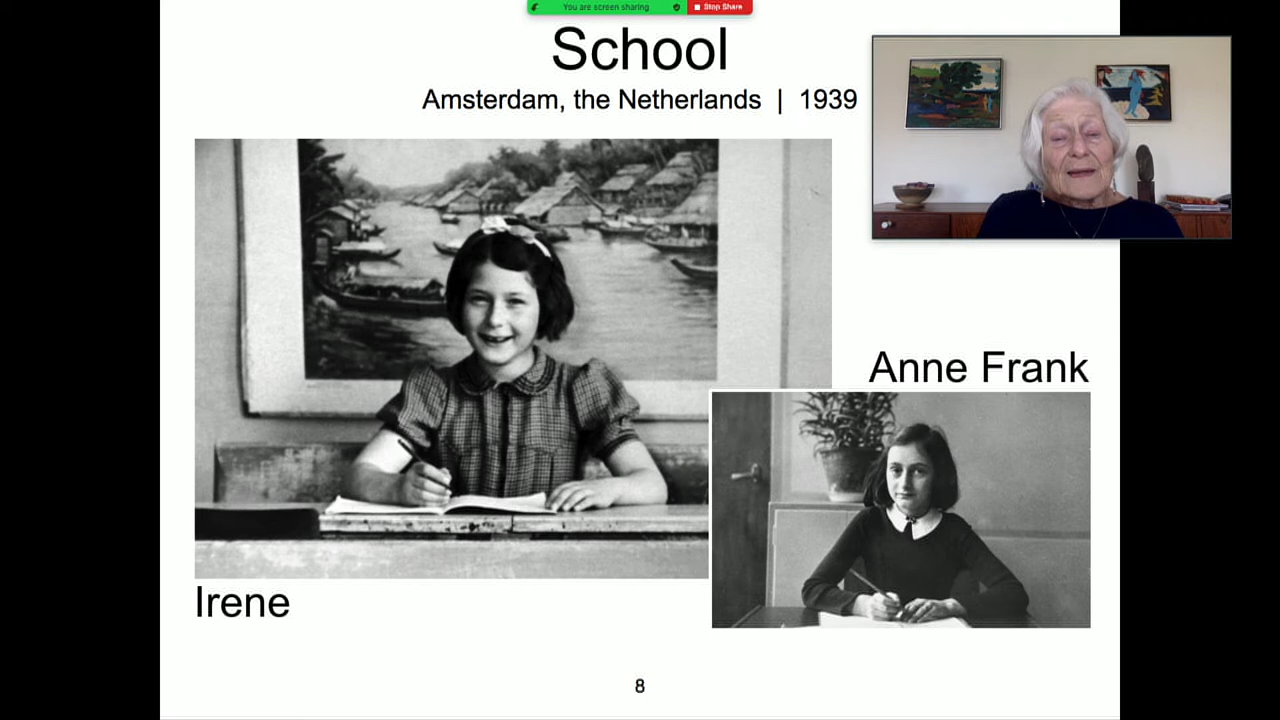 You are screen sharing
Stop Share
School
Amsterdam, the Netherlands | 1939
Anne Frank
Irene
8